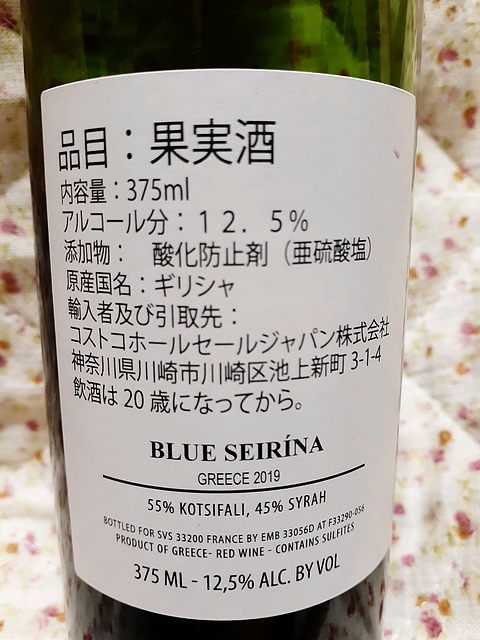 品目：果実酒
内容量：375ml
アルコール分：１２．５％
添加物：　酸化防止剤（亜硫酸塩）
原産国名：ギリシャ
輸入者及び引取先：
コストコホールセールジャパン株式会社
神奈川県川崎市川崎区池上新町 3-1-4
飲酒は 20 歳になってから。
BLUE SEIRÍNA
GREECE 2019
55% KOTSIFALI, 45% SYRAH
BOTTLED FOR SVS 33200 FRANCE BY EMB 33056D AT F33290-056
PRODUCT OF GREECE- RED WINE - CONTAINS SULFITES
375 ML - 12,5% ALC. BY VOL